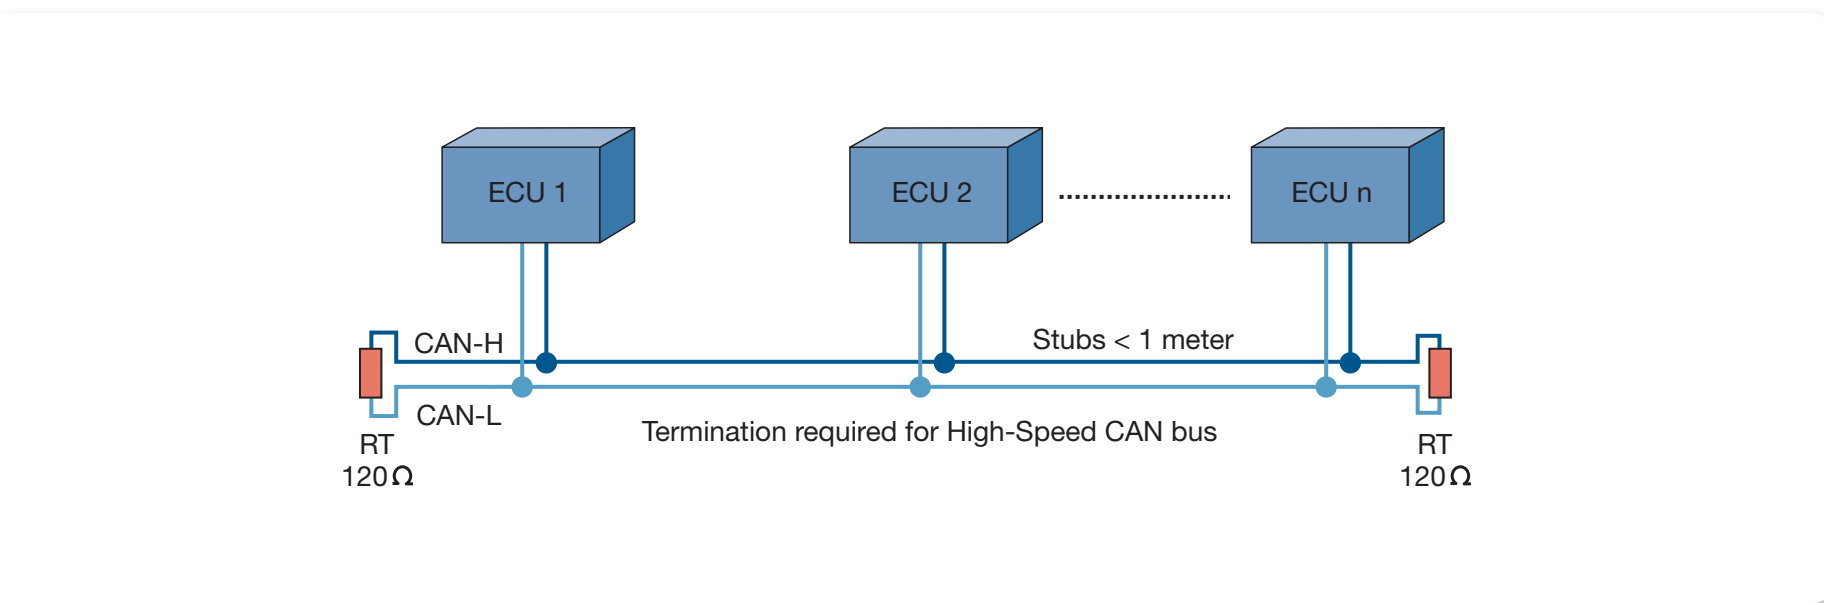 ECU 1
ECU 2
ECU n
CAN-H
Stubs < 1 meter
CAN-L
Termination required for High-Speed CAN bus
RT
120Ω
RT
120Ω